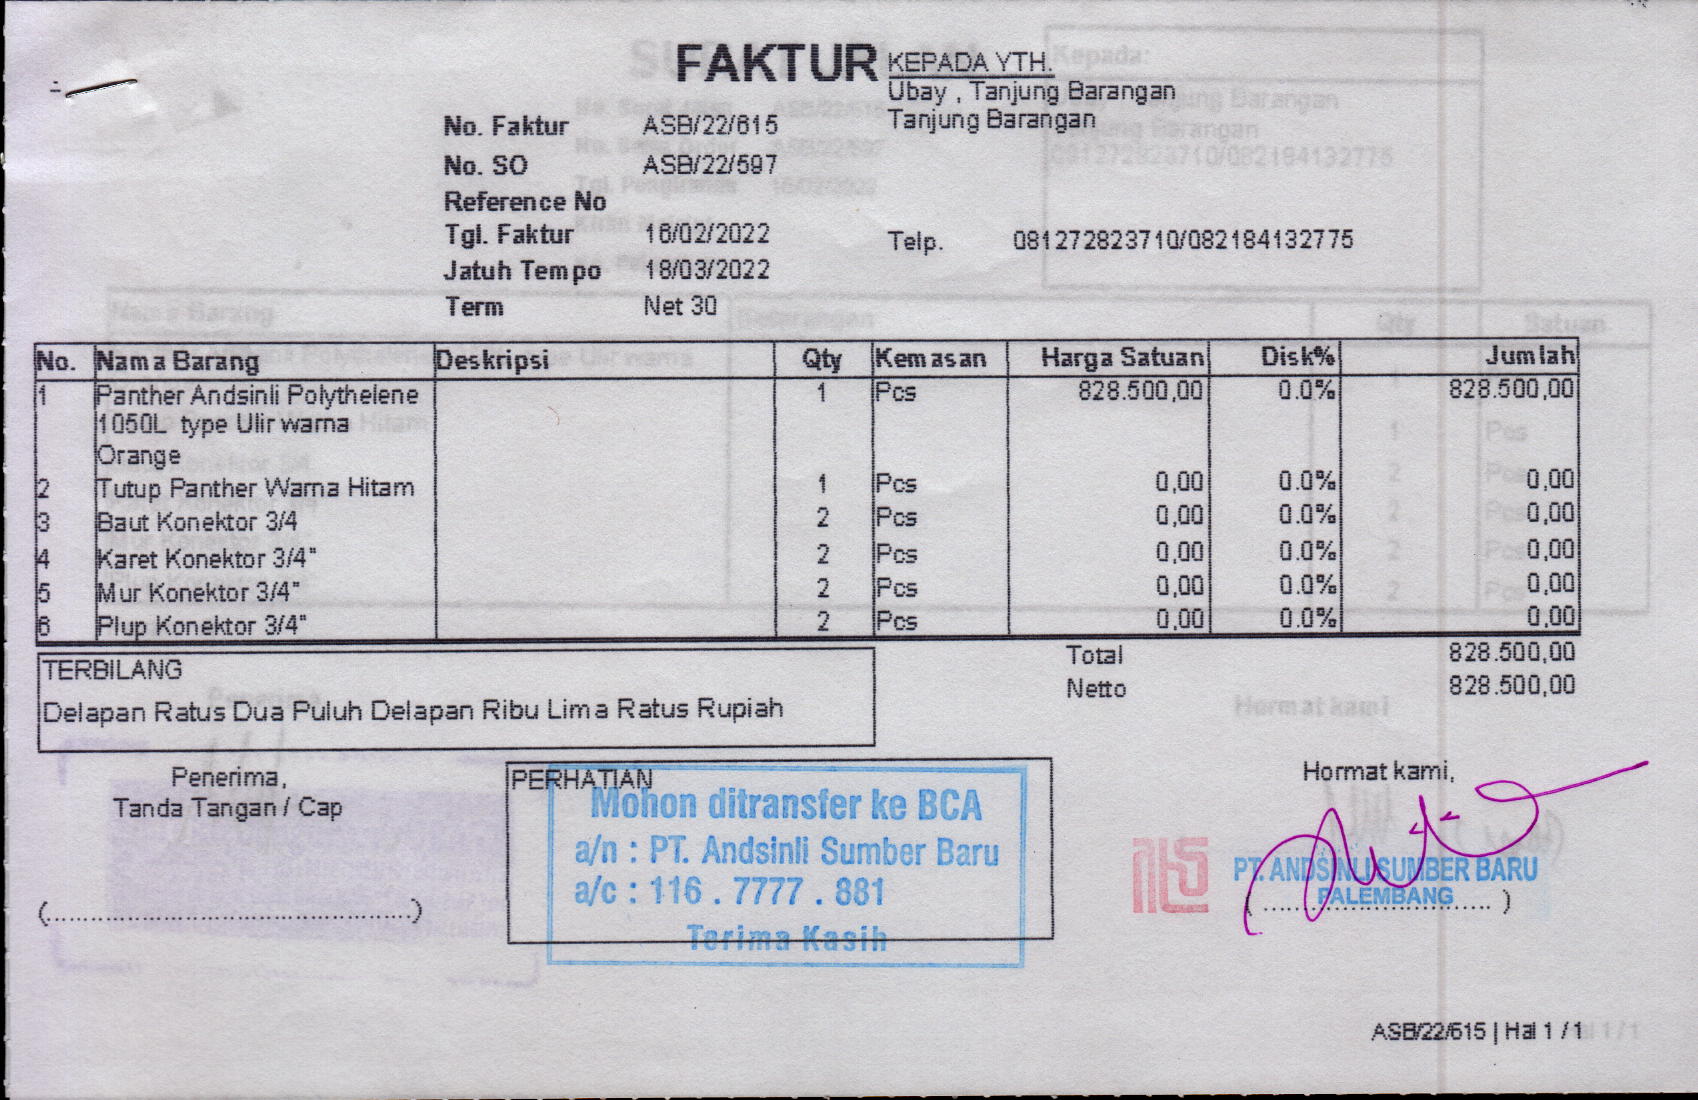 FAKTUR
KEPADA YTH.
Ubay , Tanjung Barangan
Tanjung Barangan
No. Faktur ASB/22/615
No. SO ASB/22/597
Reference No
Tgl. Faktur 16/02/2022
Telp. 081272823710/082184132775
Jatuh Tempo 18/03/2022
Term Net 30
No. Nama Barang Deskripsi Qty Kemasan Harga Satuan Disk% Jumlah
1 Panther Andsinli Polythelene 1 Pcs 828.500,00 0.0% 828.500,00
1050L type Ulir warna
Orange
2 Tutup Panther Warna Hitam 1 Pcs 0,00 0.0% 0,00
3 Baut Konektor 3/4 2 Pcs 0,00 0.0% 0,00
4 Karet Konektor 3/4" 2 Pcs 0,00 0.0% 0,00
5 Mur Konektor 3/4" 2 Pcs 0,00 0.0% 0,00
6 Plup Konektor 3/4" 2 Pcs 0,00 0.0% 0,00
Total 828.500,00
Netto 828.500,00
TERBILANG
Delapan Ratus Dua Puluh Delapan Ribu Lima Ratus Rupiah
Penerima,
Tanda Tangan / Cap
(............................................)
PERHATIAN
Mohon ditransfer ke BCA
a/n : PT. Andsinli Sumber Baru
a/c : 116 . 7777 . 881
Terima Kasih
Hormat kami,
PT. ANDSINLI SUMBER BARU
PALEMBANG
( ............................ )
ASB/22/615 | Hal 1 / 1